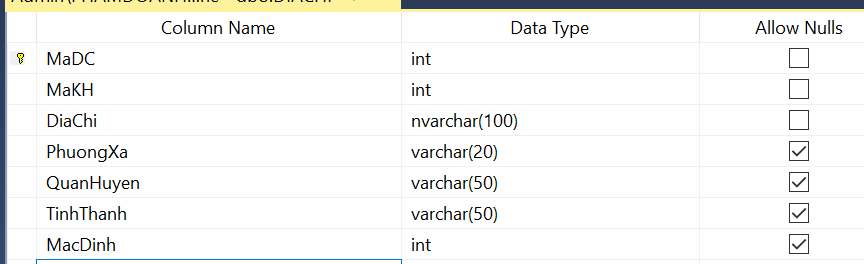 Column Name Data Type Allow Nulls
MaDC int
MaKH int
DiaChi nvarchar(100)
PhuongXa varchar(20)
QuanHuyen varchar(50)
TinhThanh varchar(50)
MacDinh int